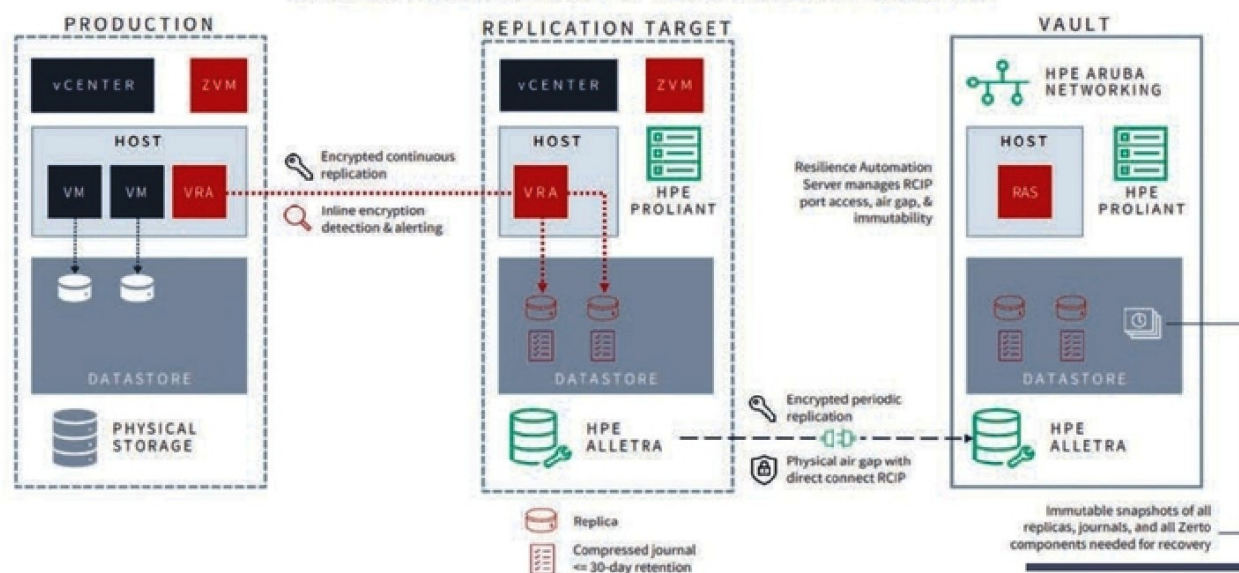 PRODUCTION
vCENTER
ZVM
HOST
VM
VM
VRA
DATASTORE
PHYSICAL
STORAGE
Encrypted continuous
replication
Inline encryption
detection & alerting
REPLICATION TARGET
vCENTER
ZVM
HOST
VRA
HPE
PROLIANT
DATASTORE
HPE
ALLETRA
Replica
Compressed journal
<= 30-day retention
Encrypted periodic
replication
Physical air gap with
direct connect RCIP
Resilience Automation
Server manages RCIP
port access, air gap, &
immutability
VAULT
HPE ARUBA
NETWORKING
HOST
RAS
HPE
PROLIANT
DATASTORE
HPE
ALLETRA
Immutable snapshots of all
replicas, journals, and all Zerto
components needed for recovery